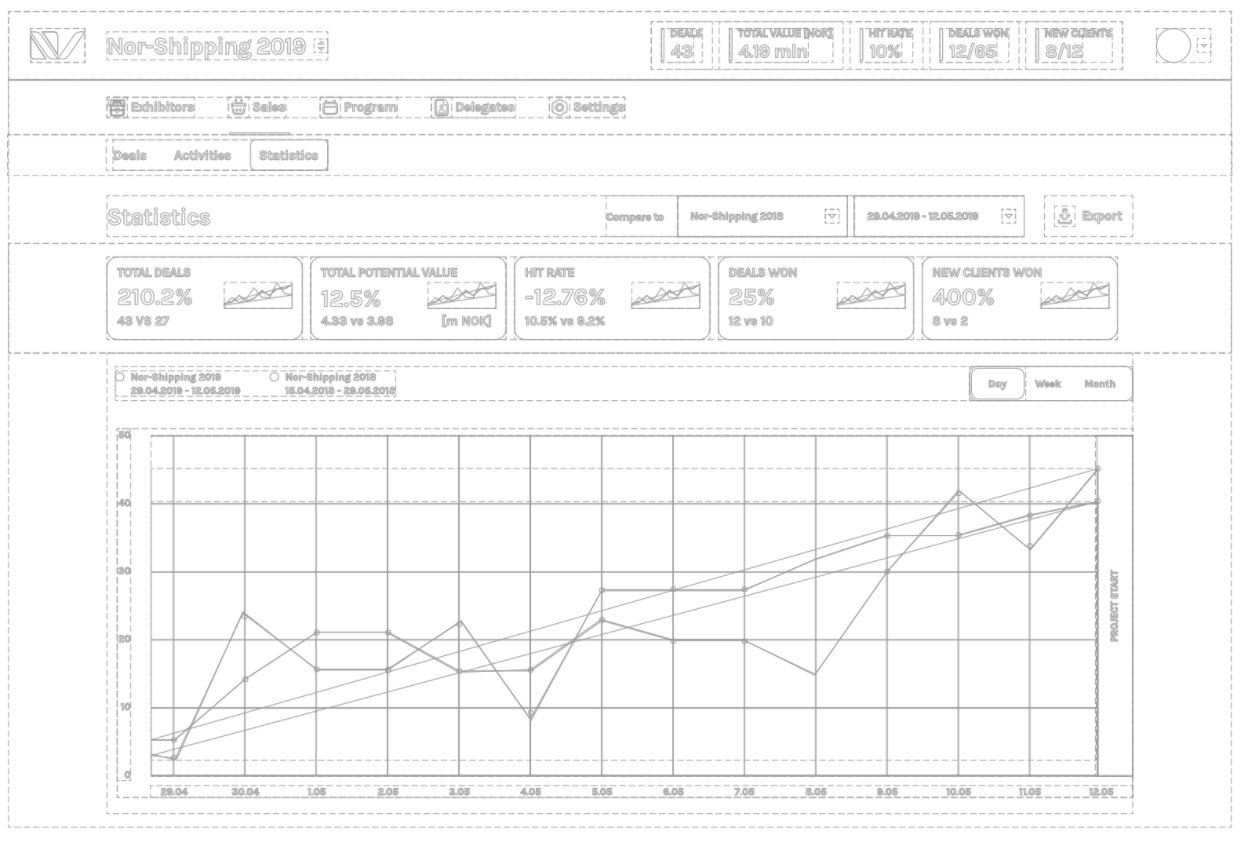 Nor-Shipping 2019
DEALS
43
TOTAL VALUE [NOK]
4.19 mln
HIT RATE
10%
DEALS WON
12/65
NEW CLIENTS
8/12
Exhibitors Sales Program Delegates Settings
Deals Activities Statistics
Statistics
Compare to Nor-Shipping 2018 29.04.2019 - 12.05.2019 Export
TOTAL DEALS
210.2%
43 VS 27
TOTAL POTENTIAL VALUE
12.5%
4.33 vs 3.98 [m NOK]
HIT RATE
-12.76%
10.5% vs 9.2%
DEALS WON
25%
12 vs 10
NEW CLIENTS WON
400%
8 vs 2
Nor-Shipping 2019
29.04.2019 - 12.05.2019
Nor-Shipping 2018
15.04.2018 - 29.05.2018
Day Week Month
50
40
30
20
10
0
29.04 30.04 1.05 2.05 3.05 4.05 5.05 6.05 7.05 8.05 9.05 10.05 11.05 12.05
PROJECT START